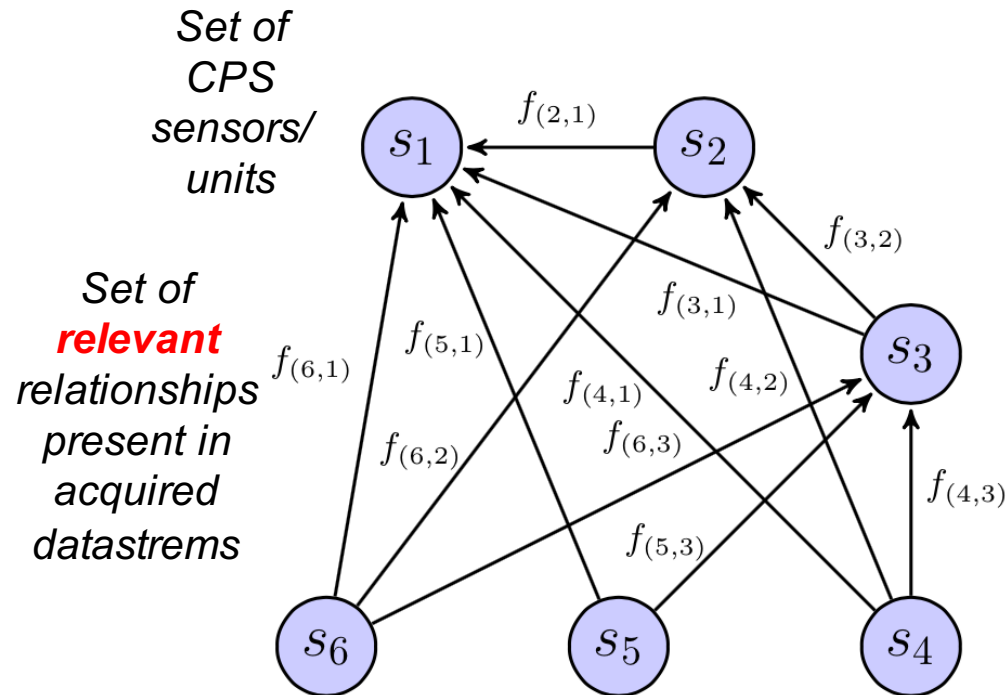 Set of
CPS
sensors/
units
Set of
relevant
relationships
present in
acquired
datastrems
s₁
f₍₂,₁₎
s₂
f₍₃,₂₎
f₍₃,₁₎
s₃
f₍₆,₁₎
f₍₅,₁₎
f₍₄,₁₎
f₍₄,₂₎
f₍₆,₂₎
f₍₆,₃₎
f₍₄,₃₎
f₍₅,₃₎
s₆
s₅
s₄